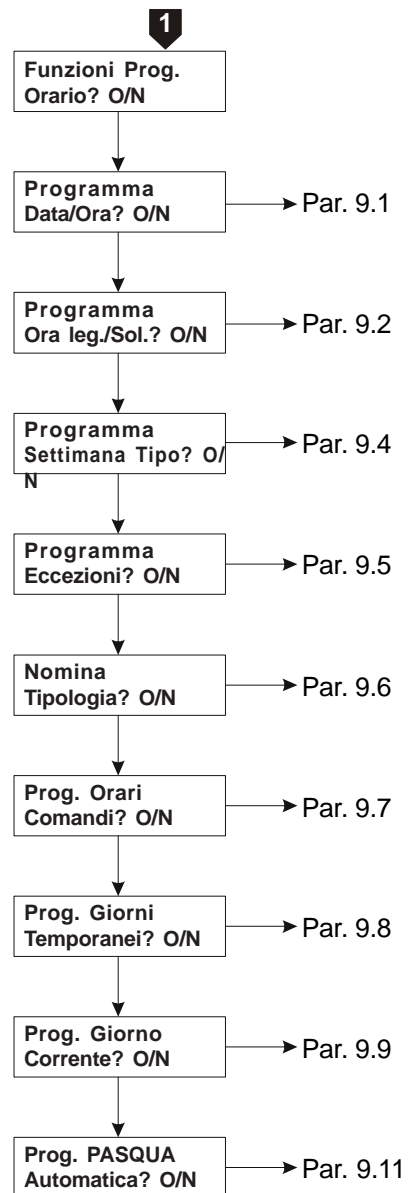 1
Funzioni Prog.
Orario? O/N
Programma
Data/Ora? O/N
Par. 9.1
Programma
Ora leg./Sol.? O/N
Par. 9.2
Programma
Settimana Tipo? O/
N
Par. 9.4
Programma
Eccezioni? O/N
Par. 9.5
Nomina
Tipologia? O/N
Par. 9.6
Prog. Orari
Comandi? O/N
Par. 9.7
Prog. Giorni
Temporanei? O/N
Par. 9.8
Prog. Giorno
Corrente? O/N
Par. 9.9
Prog. PASQUA
Automatica? O/N
Par. 9.11